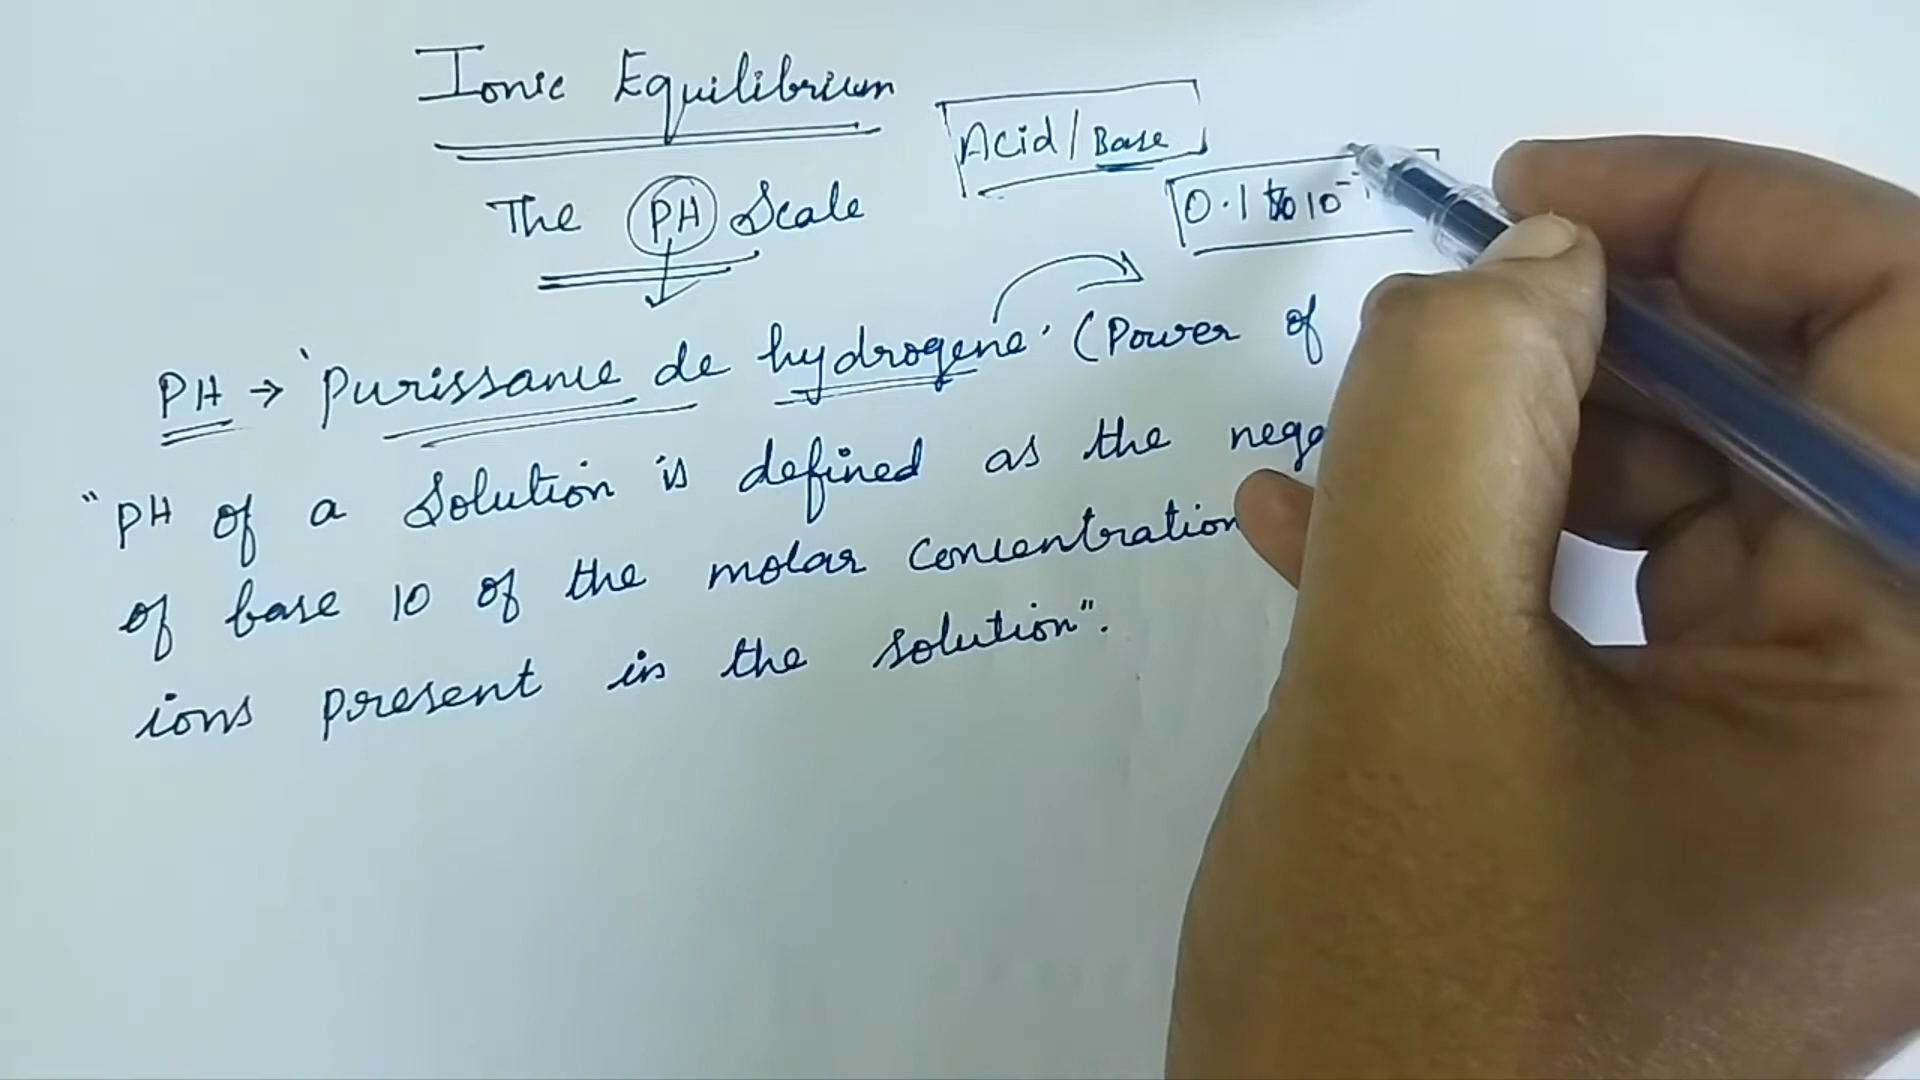 Ionic Equilibrium
Acid / Base
The PH Scale
0.1 to 10
PH → 'Purissance de hydrogene' (Power of
"PH of a Solution is defined as the
of base 10 of the molar Concentration
ions present in the solution".